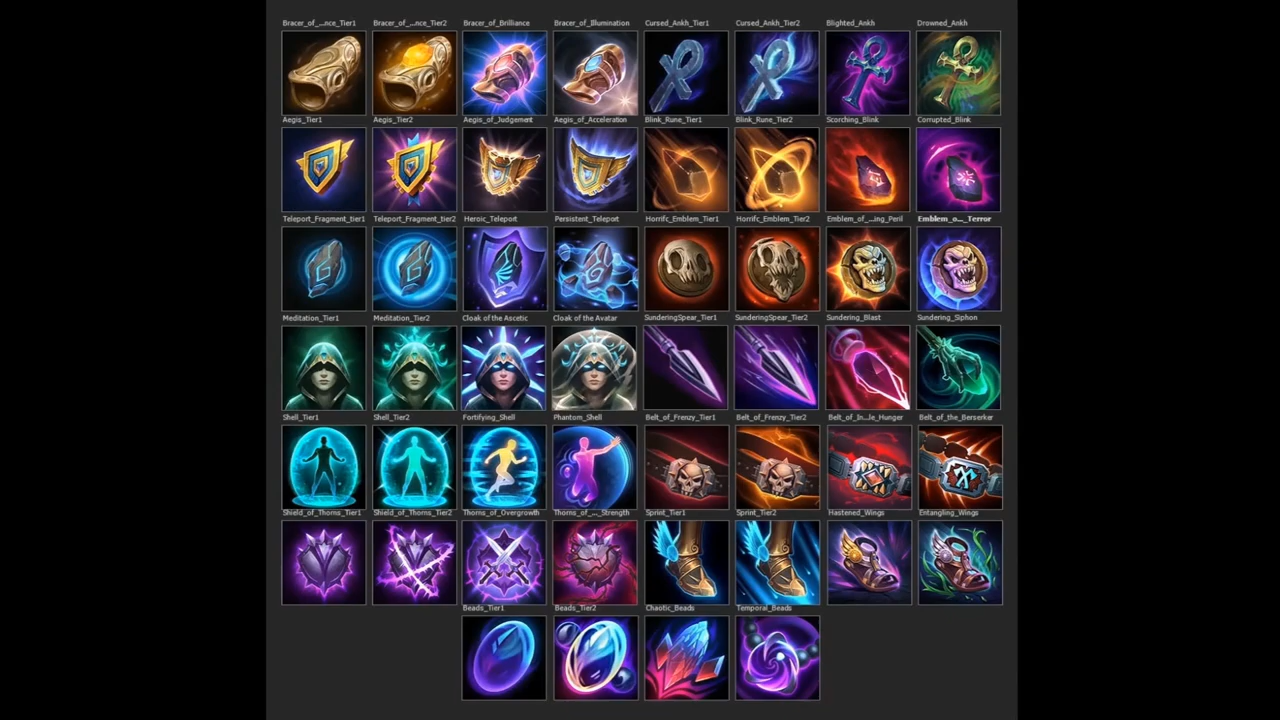 Bracer_of_...nce_Tier1 Bracer_of_...nce_Tier2 Bracer_of_Brilliance Bracer_of_Illumination Cursed_Ankh_Tier1 Cursed_Ankh_Tier2 Blighted_Ankh Drowned_Ankh
Aegis_Tier1 Aegis_Tier2 Aegis_of_Judgement Aegis_of_Acceleration Blink_Rune_Tier1 Blink_Rune_Tier2 Scorching_Blink Corrupted_Blink
Teleport_Fragment_tier1 Teleport_Fragment_tier2 Heroic_Teleport Persistent_Teleport Horrifc_Emblem_Tier1 Horrifc_Emblem_Tier2 Emblem_of_...ing_Peril Emblem_o..._Terror
Meditation_Tier1 Meditation_Tier2 Cloak of the Ascetic Cloak of the Avatar SunderingSpear_Tier1 SunderingSpear_Tier2 Sundering_Blast Sundering_Siphon
Shell_Tier1 Shell_Tier2 Fortifying_Shell Phantom_Shell Belt_of_Frenzy_Tier1 Belt_of_Frenzy_Tier2 Belt_of_In...le_Hunger Belt_of_the_Berserker
Shield_of_Thorns_Tier1 Shield_of_Thorns_Tier2 Thorns_of_Overgrowth Thorns_of_..._Strength Sprint_Tier1 Sprint_Tier2 Hastened_Wings Entangling_Wings
Beads_Tier1 Beads_Tier2 Chaotic_Beads Temporal_Beads